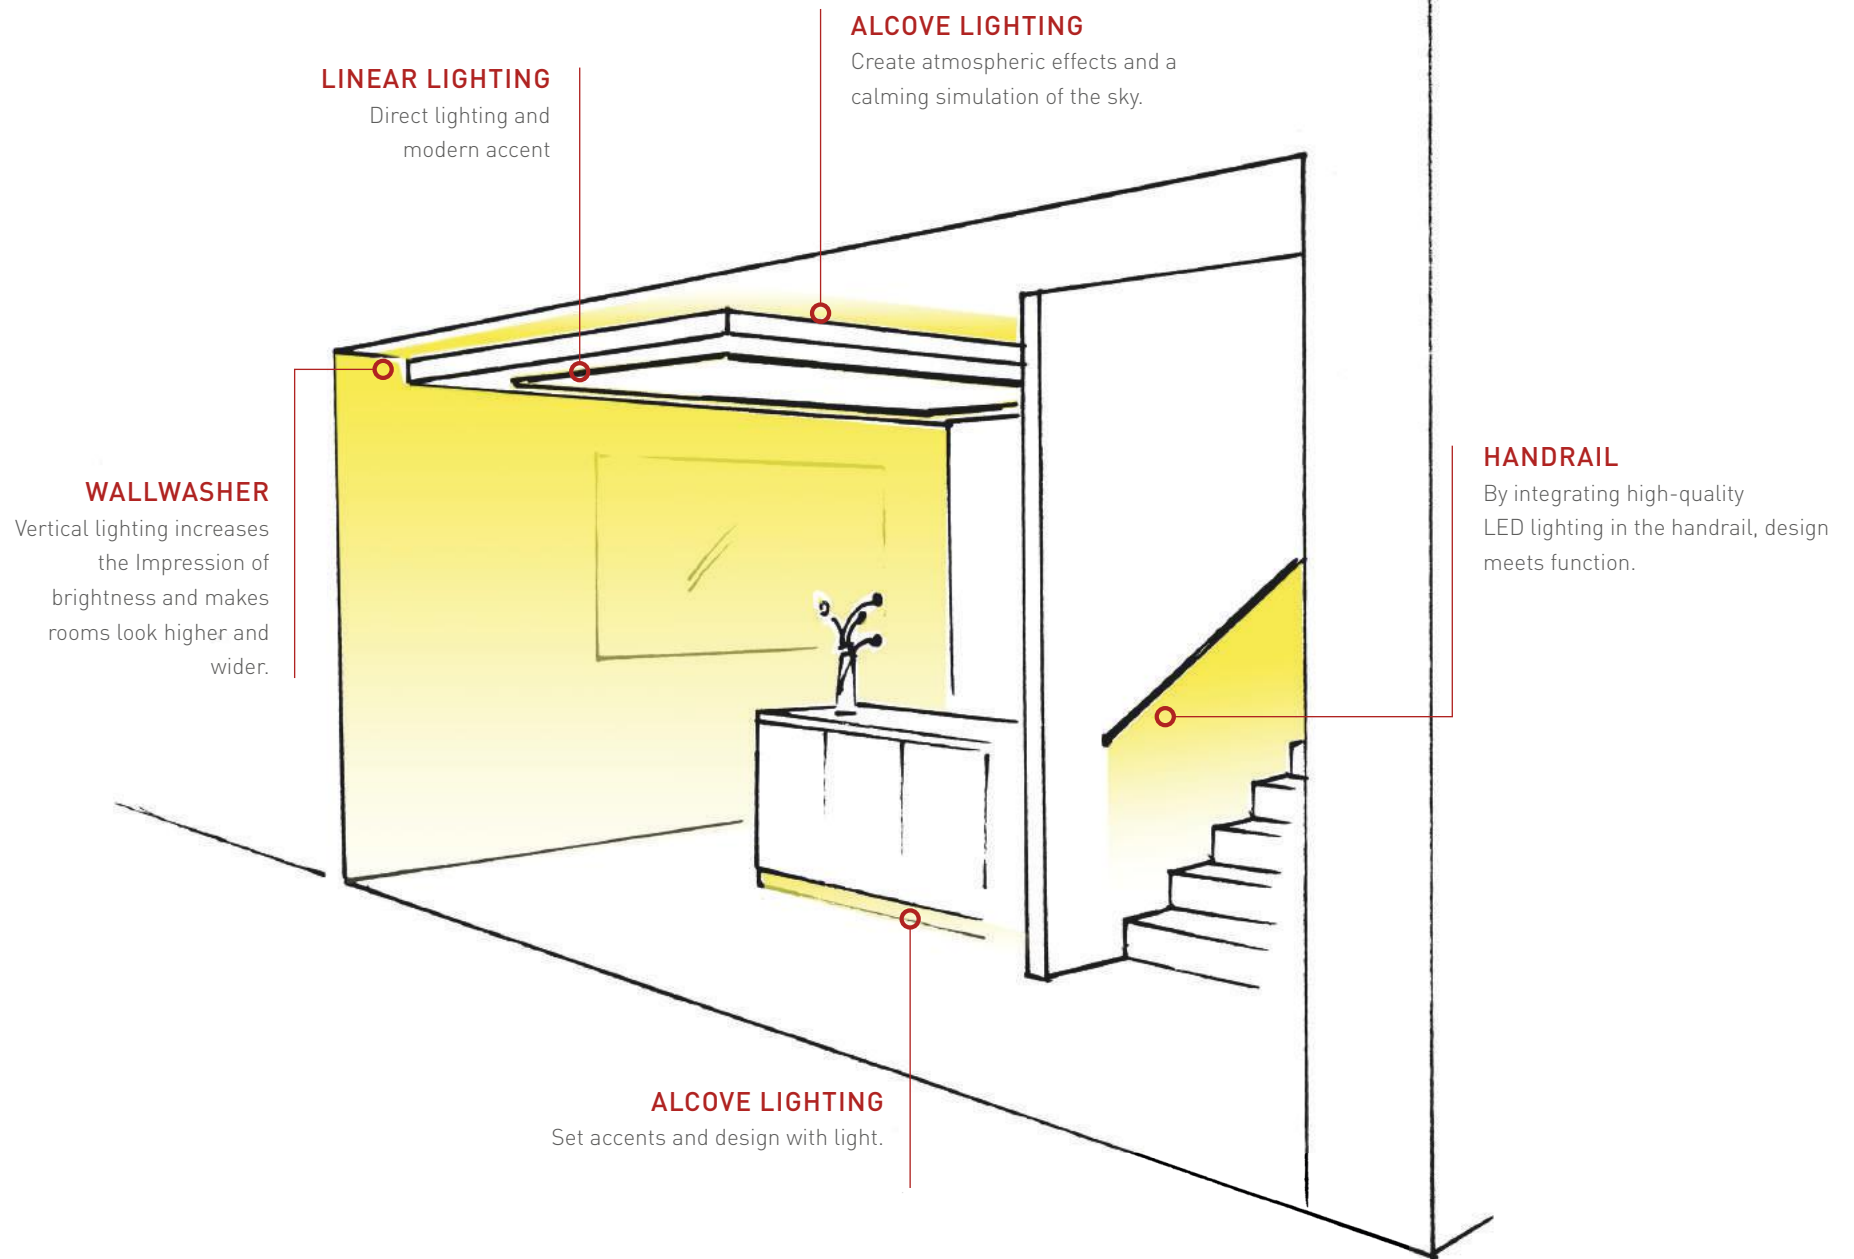 ALCOVE LIGHTING
Create atmospheric effects and a
calming simulation of the sky.
LINEAR LIGHTING
Direct lighting and
modern accent
WALLWASHER
Vertical lighting increases
the Impression of
brightness and makes
rooms look higher and
wider.
HANDRAIL
By integrating high-quality
LED lighting in the handrail, design
meets function.
ALCOVE LIGHTING
Set accents and design with light.